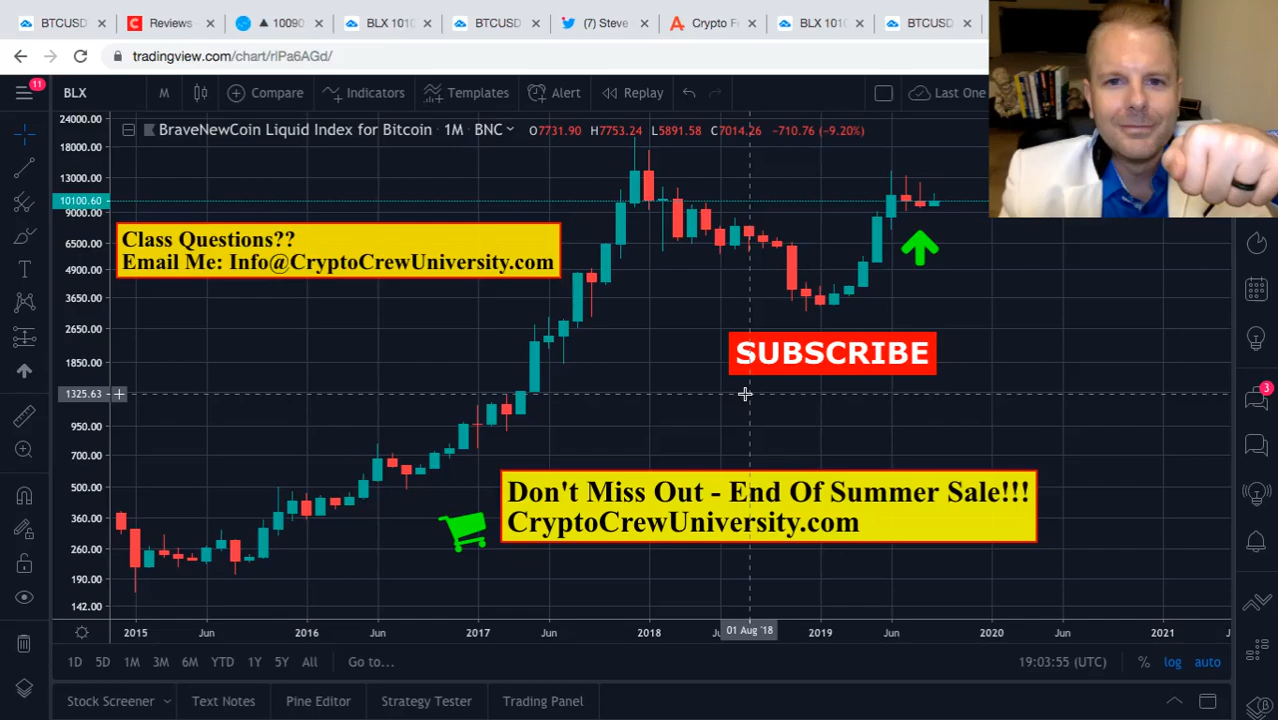 BTCUSD
Reviews -
▲ 10090
BLX 1010
BTCUSD
(7) Steve
Crypto F
BLX 1010
BTCUSD
tradingview.com/chart/rlPa6AGd/
11
BLX
M
Compare
Indicators
Templates
Alert
Replay
Last One
BraveNewCoin Liquid Index for Bitcoin · 1M · BNC
O7731.90 H7753.24 L5891.58 C7014.26 -710.76 (-9.20%)
24000.00
18000.00
13000.00
10100.60
9000.00
6500.00
4900.00
3650.00
2650.00
1850.00
1325.63
950.00
700.00
500.00
360.00
260.00
190.00
142.00
Class Questions??
Email Me: Info@CryptoCrewUniversity.com
SUBSCRIBE
3
Don't Miss Out - End Of Summer Sale!!!
CryptoCrewUniversity.com
2015 Jun 2016 Jun 2017 Jun 2018 01 Aug '18 2019 Jun 2020 Jun 2021
1D 5D 1M 3M 6M YTD 1Y 5Y All Go to... 19:03:55 (UTC) % log auto
Stock Screener Text Notes Pine Editor Strategy Tester Trading Panel